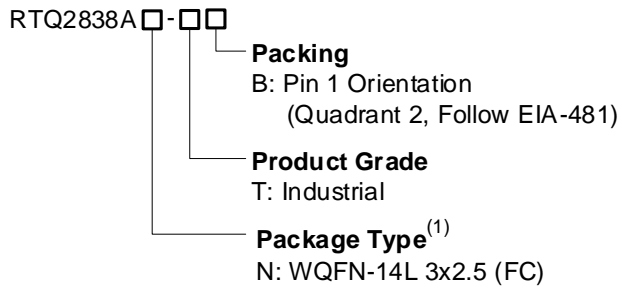 RTQ2838A□-□□
Packing
B: Pin 1 Orientation
(Quadrant 2, Follow EIA-481)
Product Grade
T: Industrial
Package Type(1)
N: WQFN-14L 3x2.5 (FC)